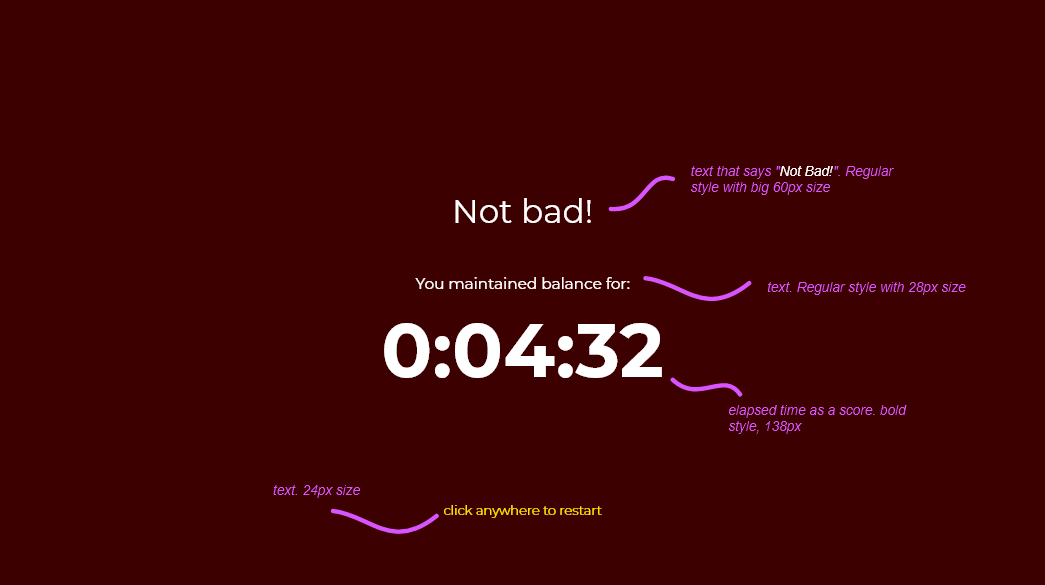 text that says "Not Bad!". Regular
style with big 60px size
Not bad!
You maintained balance for:
text. Regular style with 28px size
0:04:32
elapsed time as a score. bold
style, 138px
text. 24px size
click anywhere to restart